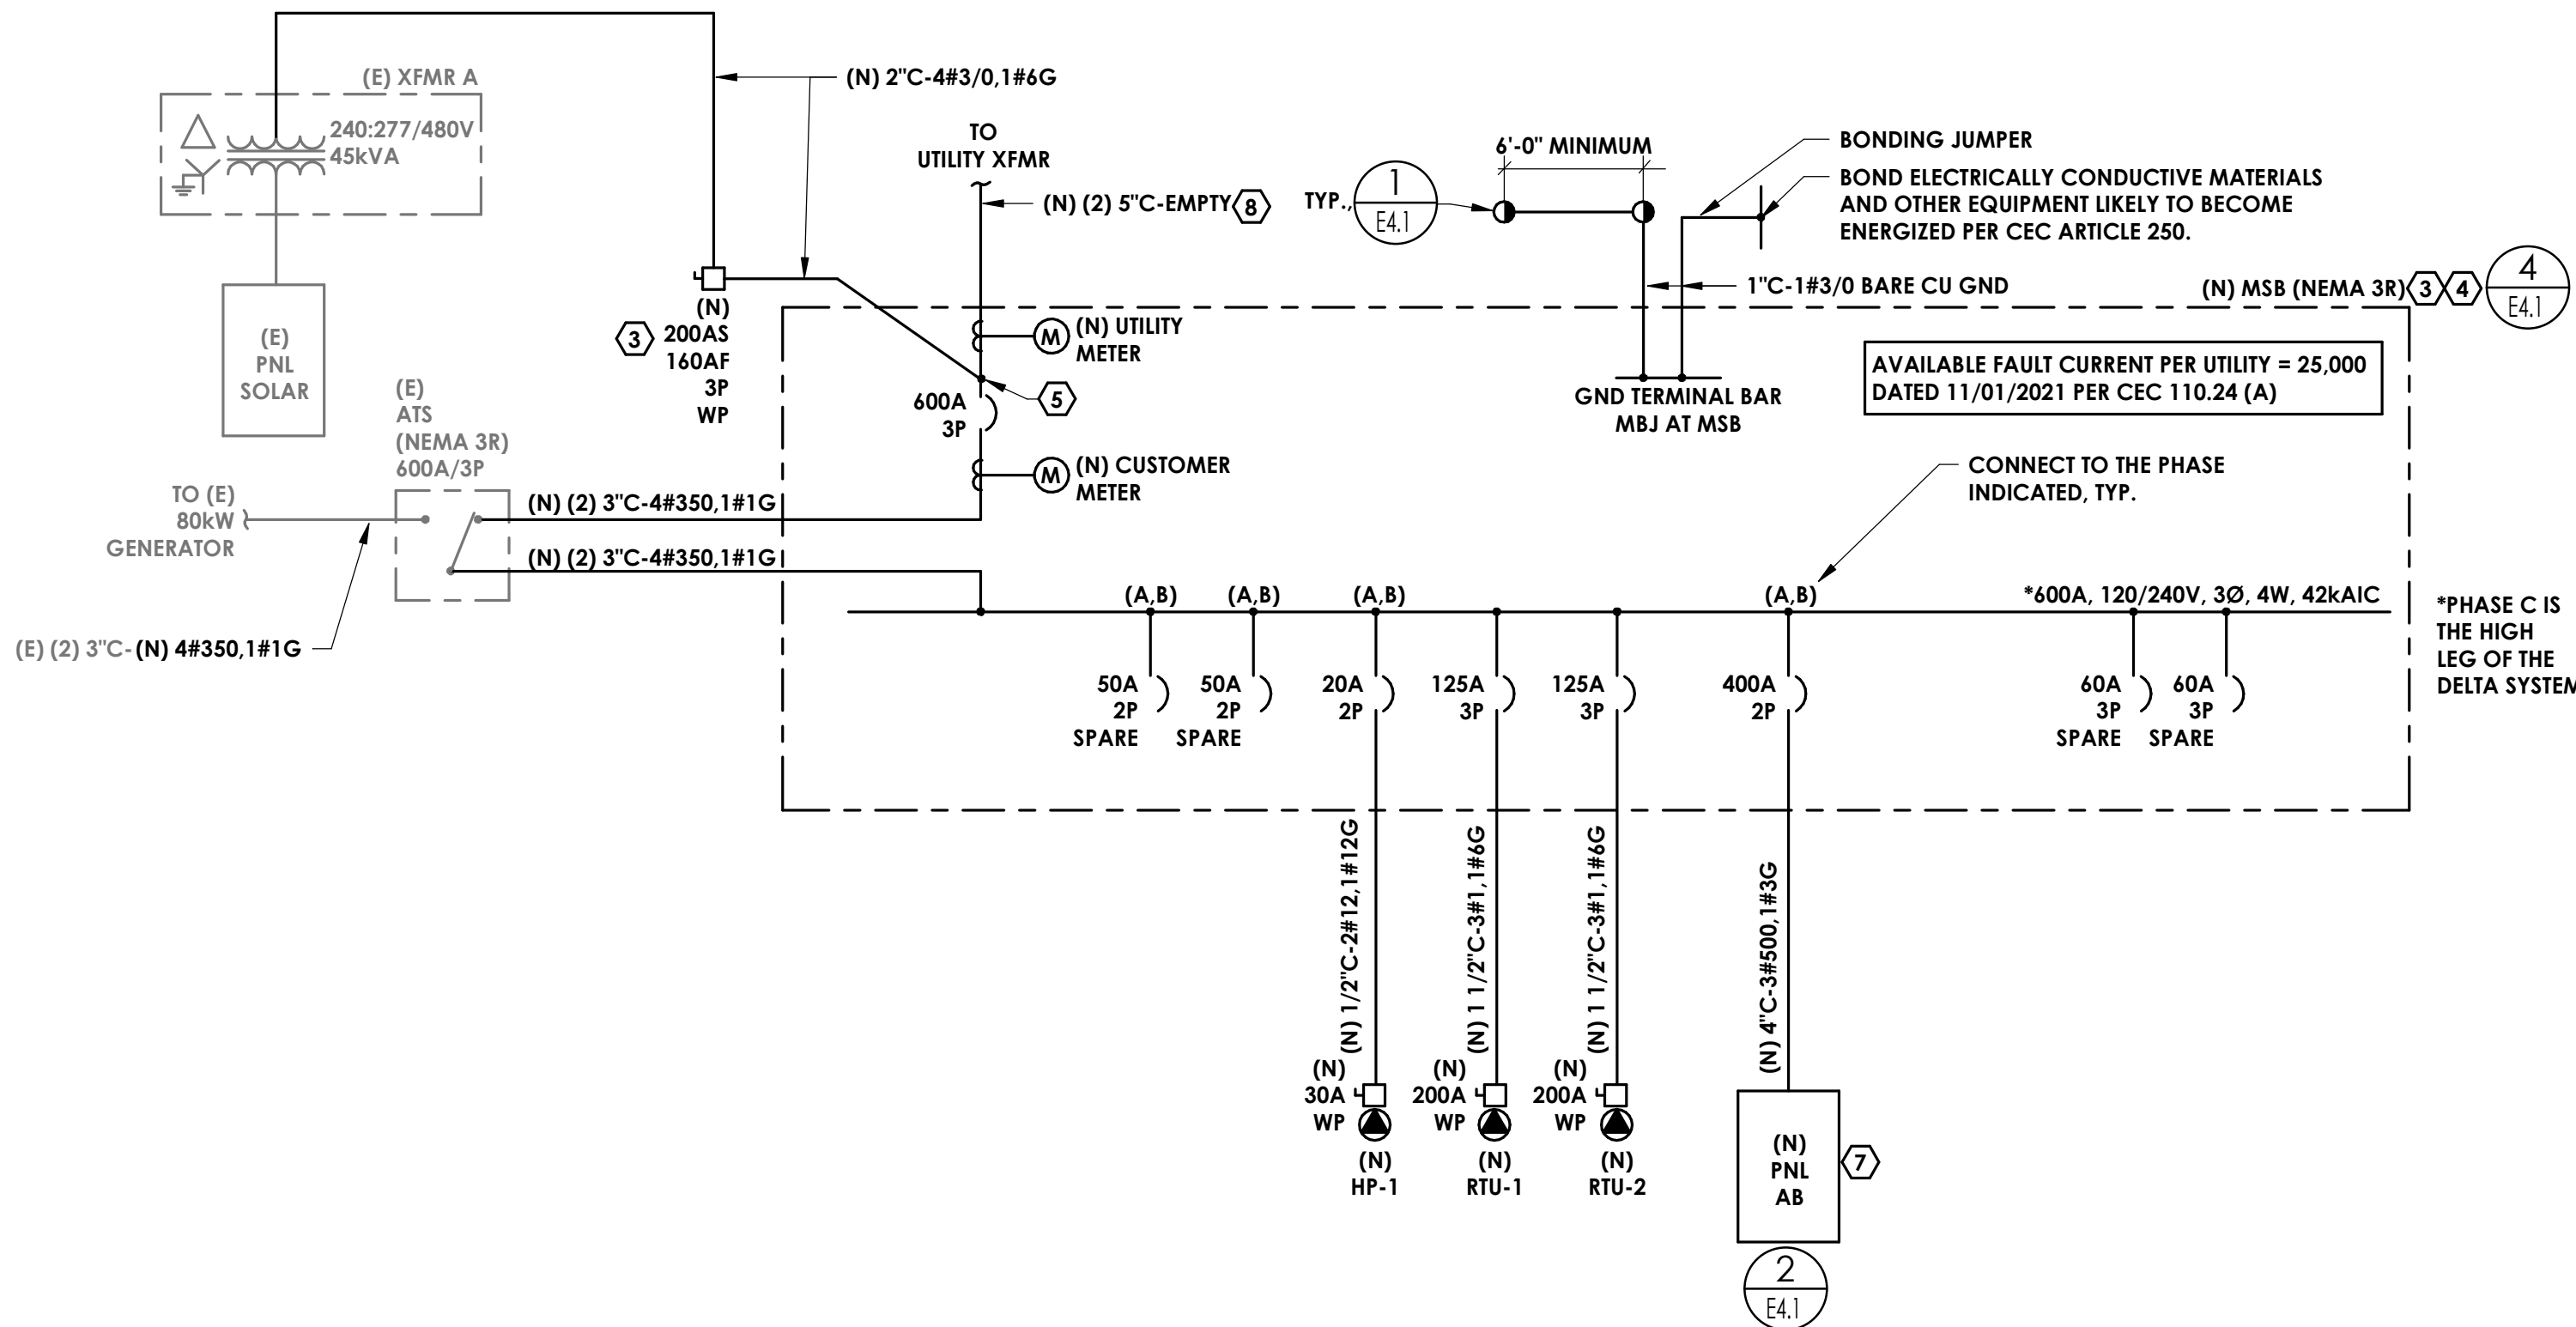 (E) XFMR A
240:277/480V
45kVA
(E)
PNL
SOLAR
(N) 2"C-4#3/0,1#6G
TO
UTILITY XFMR
(N) (2) 5"C-EMPTY
8
TYP.,
1
E4.1
6'-0" MINIMUM
BONDING JUMPER
BOND ELECTRICALLY CONDUCTIVE MATERIALS
AND OTHER EQUIPMENT LIKELY TO BECOME
ENERGIZED PER CEC ARTICLE 250.
1"C-1#3/0 BARE CU GND
(N) MSB (NEMA 3R)
3
4
4
E4.1
(N)
3
200AS
160AF
3P
WP
M
(N) UTILITY
METER
5
600A
3P
M
(N) CUSTOMER
METER
GND TERMINAL BAR
MBJ AT MSB
AVAILABLE FAULT CURRENT PER UTILITY = 25,000
DATED 11/01/2021 PER CEC 110.24 (A)
(E)
ATS
(NEMA 3R)
600A/3P
TO (E)
80kW
GENERATOR
(N) (2) 3"C-4#350,1#1G
(N) (2) 3"C-4#350,1#1G
(E) (2) 3"C-(N) 4#350,1#1G
CONNECT TO THE PHASE
INDICATED, TYP.
(A,B)
(A,B)
(A,B)
(A,B)
*600A, 120/240V, 3Ø, 4W, 42kAIC
*PHASE C IS
THE HIGH
LEG OF THE
DELTA SYSTEM
50A
2P
SPARE
50A
2P
SPARE
20A
2P
125A
3P
125A
3P
400A
2P
60A
3P
SPARE
60A
3P
SPARE
(N) 1/2"C-2#12,1#12G
(N) 1 1/2"C-3#1,1#6G
(N) 1 1/2"C-3#1,1#6G
(N) 4"C-3#500,1#3G
(N)
30A
WP
(N)
HP-1
(N)
200A
WP
(N)
RTU-1
(N)
200A
WP
(N)
RTU-2
(N)
PNL
AB
7
2
E4.1